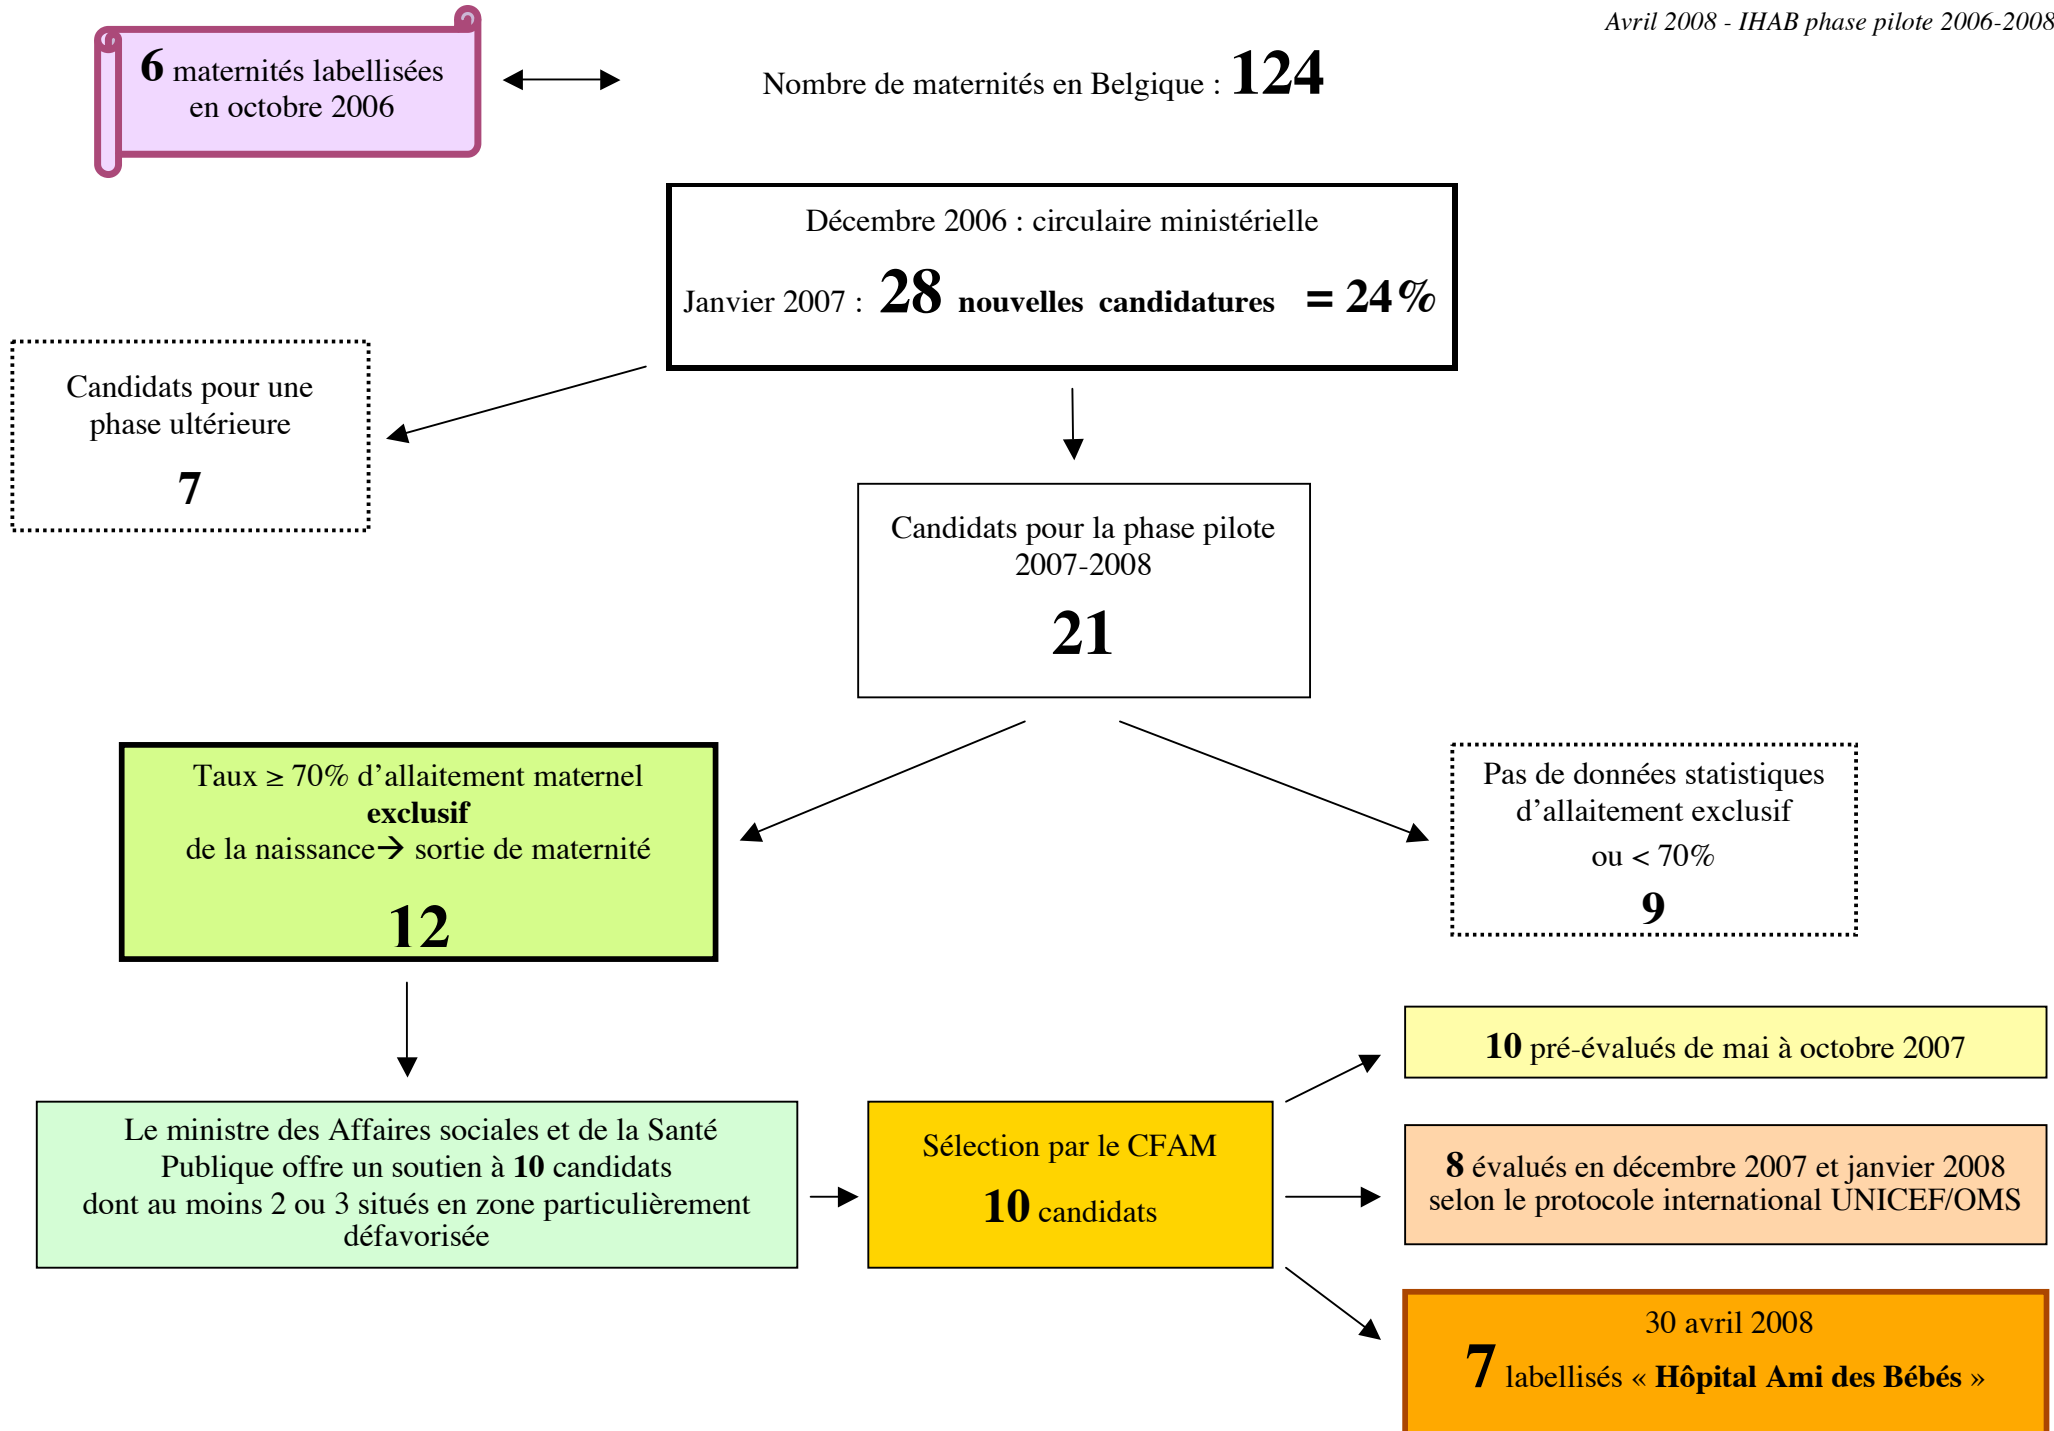 Avril 2008 - IHAB phase pilote 2006-2008
6 maternités labellisées
en octobre 2006
Nombre de maternités en Belgique : 124
Décembre 2006 : circulaire ministérielle
Janvier 2007 : 28 nouvelles candidatures = 24%
Candidats pour une
phase ultérieure
7
Candidats pour la phase pilote
2007-2008
21
Taux ≥ 70% d’allaitement maternel
exclusif
de la naissance→ sortie de maternité
12
Pas de données statistiques
d’allaitement exclusif
ou < 70%
9
Le ministre des Affaires sociales et de la Santé
Publique offre un soutien à 10 candidats
dont au moins 2 ou 3 situés en zone particulièrement
défavorisée
Sélection par le CFAM
10 candidats
10 pré-évalués de mai à octobre 2007
8 évalués en décembre 2007 et janvier 2008
selon le protocole international UNICEF/OMS
30 avril 2008
7 labellisés « Hôpital Ami des Bébés »